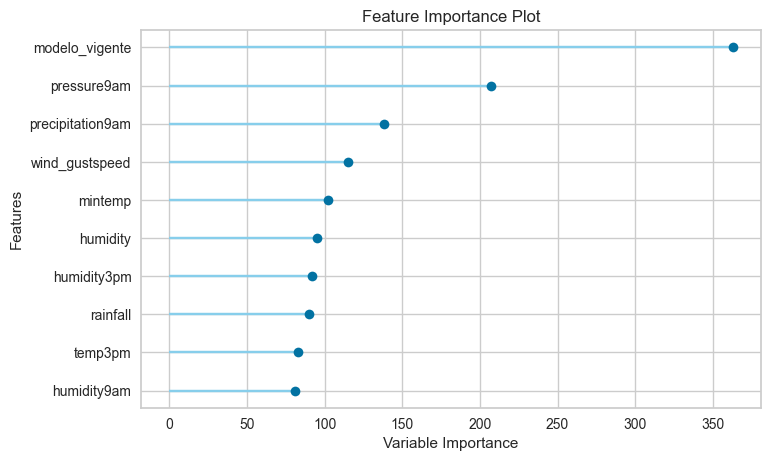 Feature Importance Plot
modelo_vigente
pressure9am
precipitation9am
wind_gustspeed
mintemp
humidity
humidity3pm
rainfall
temp3pm
humidity9am
Features
0 50 100 150 200 250 300 350
Variable Importance